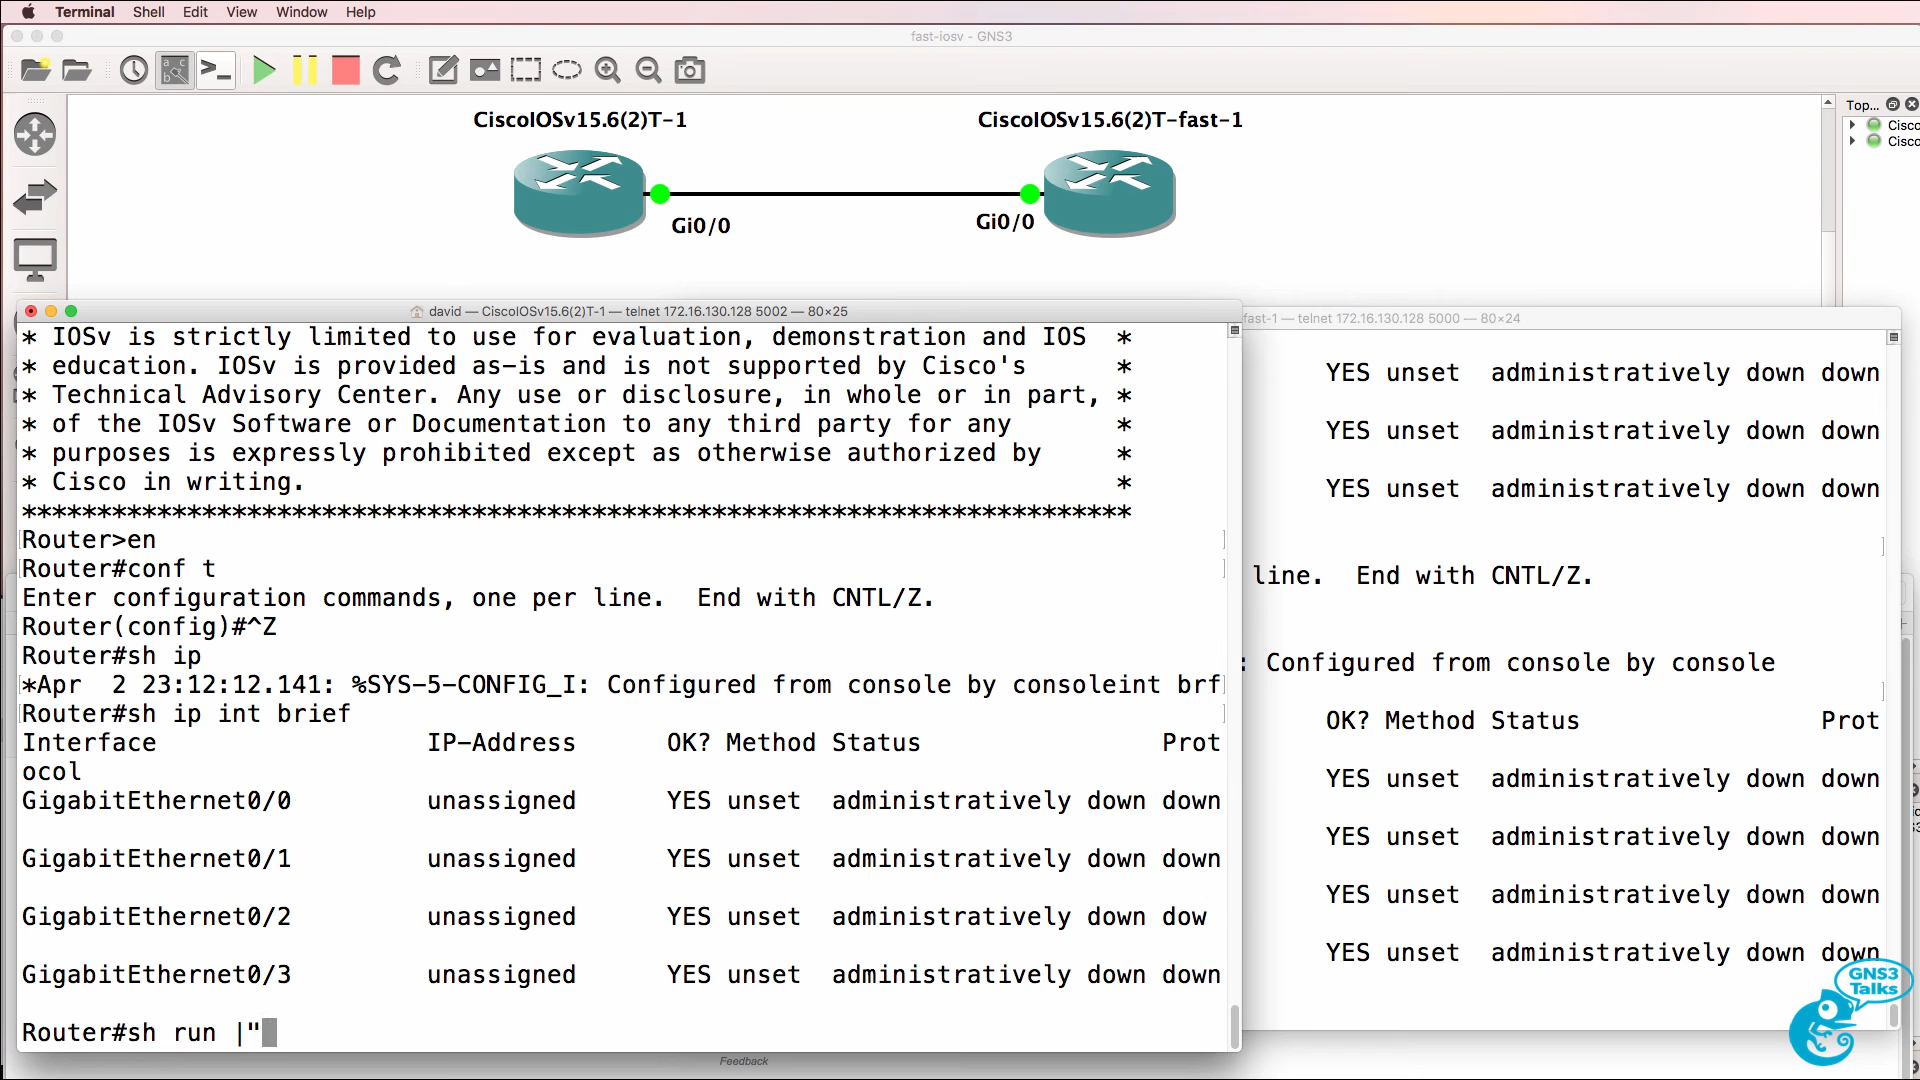 Terminal Shell Edit View Window Help
fast-iosv - GNS3
CiscoIOSv15.6(2)T-1
CiscoIOSv15.6(2)T-fast-1
Gi0/0
Gi0/0
Top...
Cisco
Cisco
david — CiscoIOSv15.6(2)T-1 — telnet 172.16.130.128 5002 — 80×25
* IOSv is strictly limited to use for evaluation, demonstration and IOS *
* education. IOSv is provided as-is and is not supported by Cisco's *
* Technical Advisory Center. Any use or disclosure, in whole or in part, *
* of the IOSv Software or Documentation to any third party for any *
* purposes is expressly prohibited except as otherwise authorized by *
* Cisco in writing. *
**************************************************************************
Router>en
Router#conf t
Enter configuration commands, one per line.  End with CNTL/Z.
Router(config)#^Z
Router#sh ip
*Apr  2 23:12:12.141: %SYS-5-CONFIG_I: Configured from console by consoleint brf
Router#sh ip int brief
Interface IP-Address OK? Method Status Prot
ocol
GigabitEthernet0/0 unassigned YES unset administratively down down
GigabitEthernet0/1 unassigned YES unset administratively down down
GigabitEthernet0/2 unassigned YES unset administratively down dow
GigabitEthernet0/3 unassigned YES unset administratively down down
Router#sh run |"
fast-1 — telnet 172.16.130.128 5000 — 80×24
YES unset administratively down down
YES unset administratively down down
YES unset administratively down down
line.  End with CNTL/Z.
: Configured from console by console
OK? Method Status Prot
YES unset administratively down down
YES unset administratively down down
YES unset administratively down down
YES unset administratively down down
GNS3
Talks
Feedback